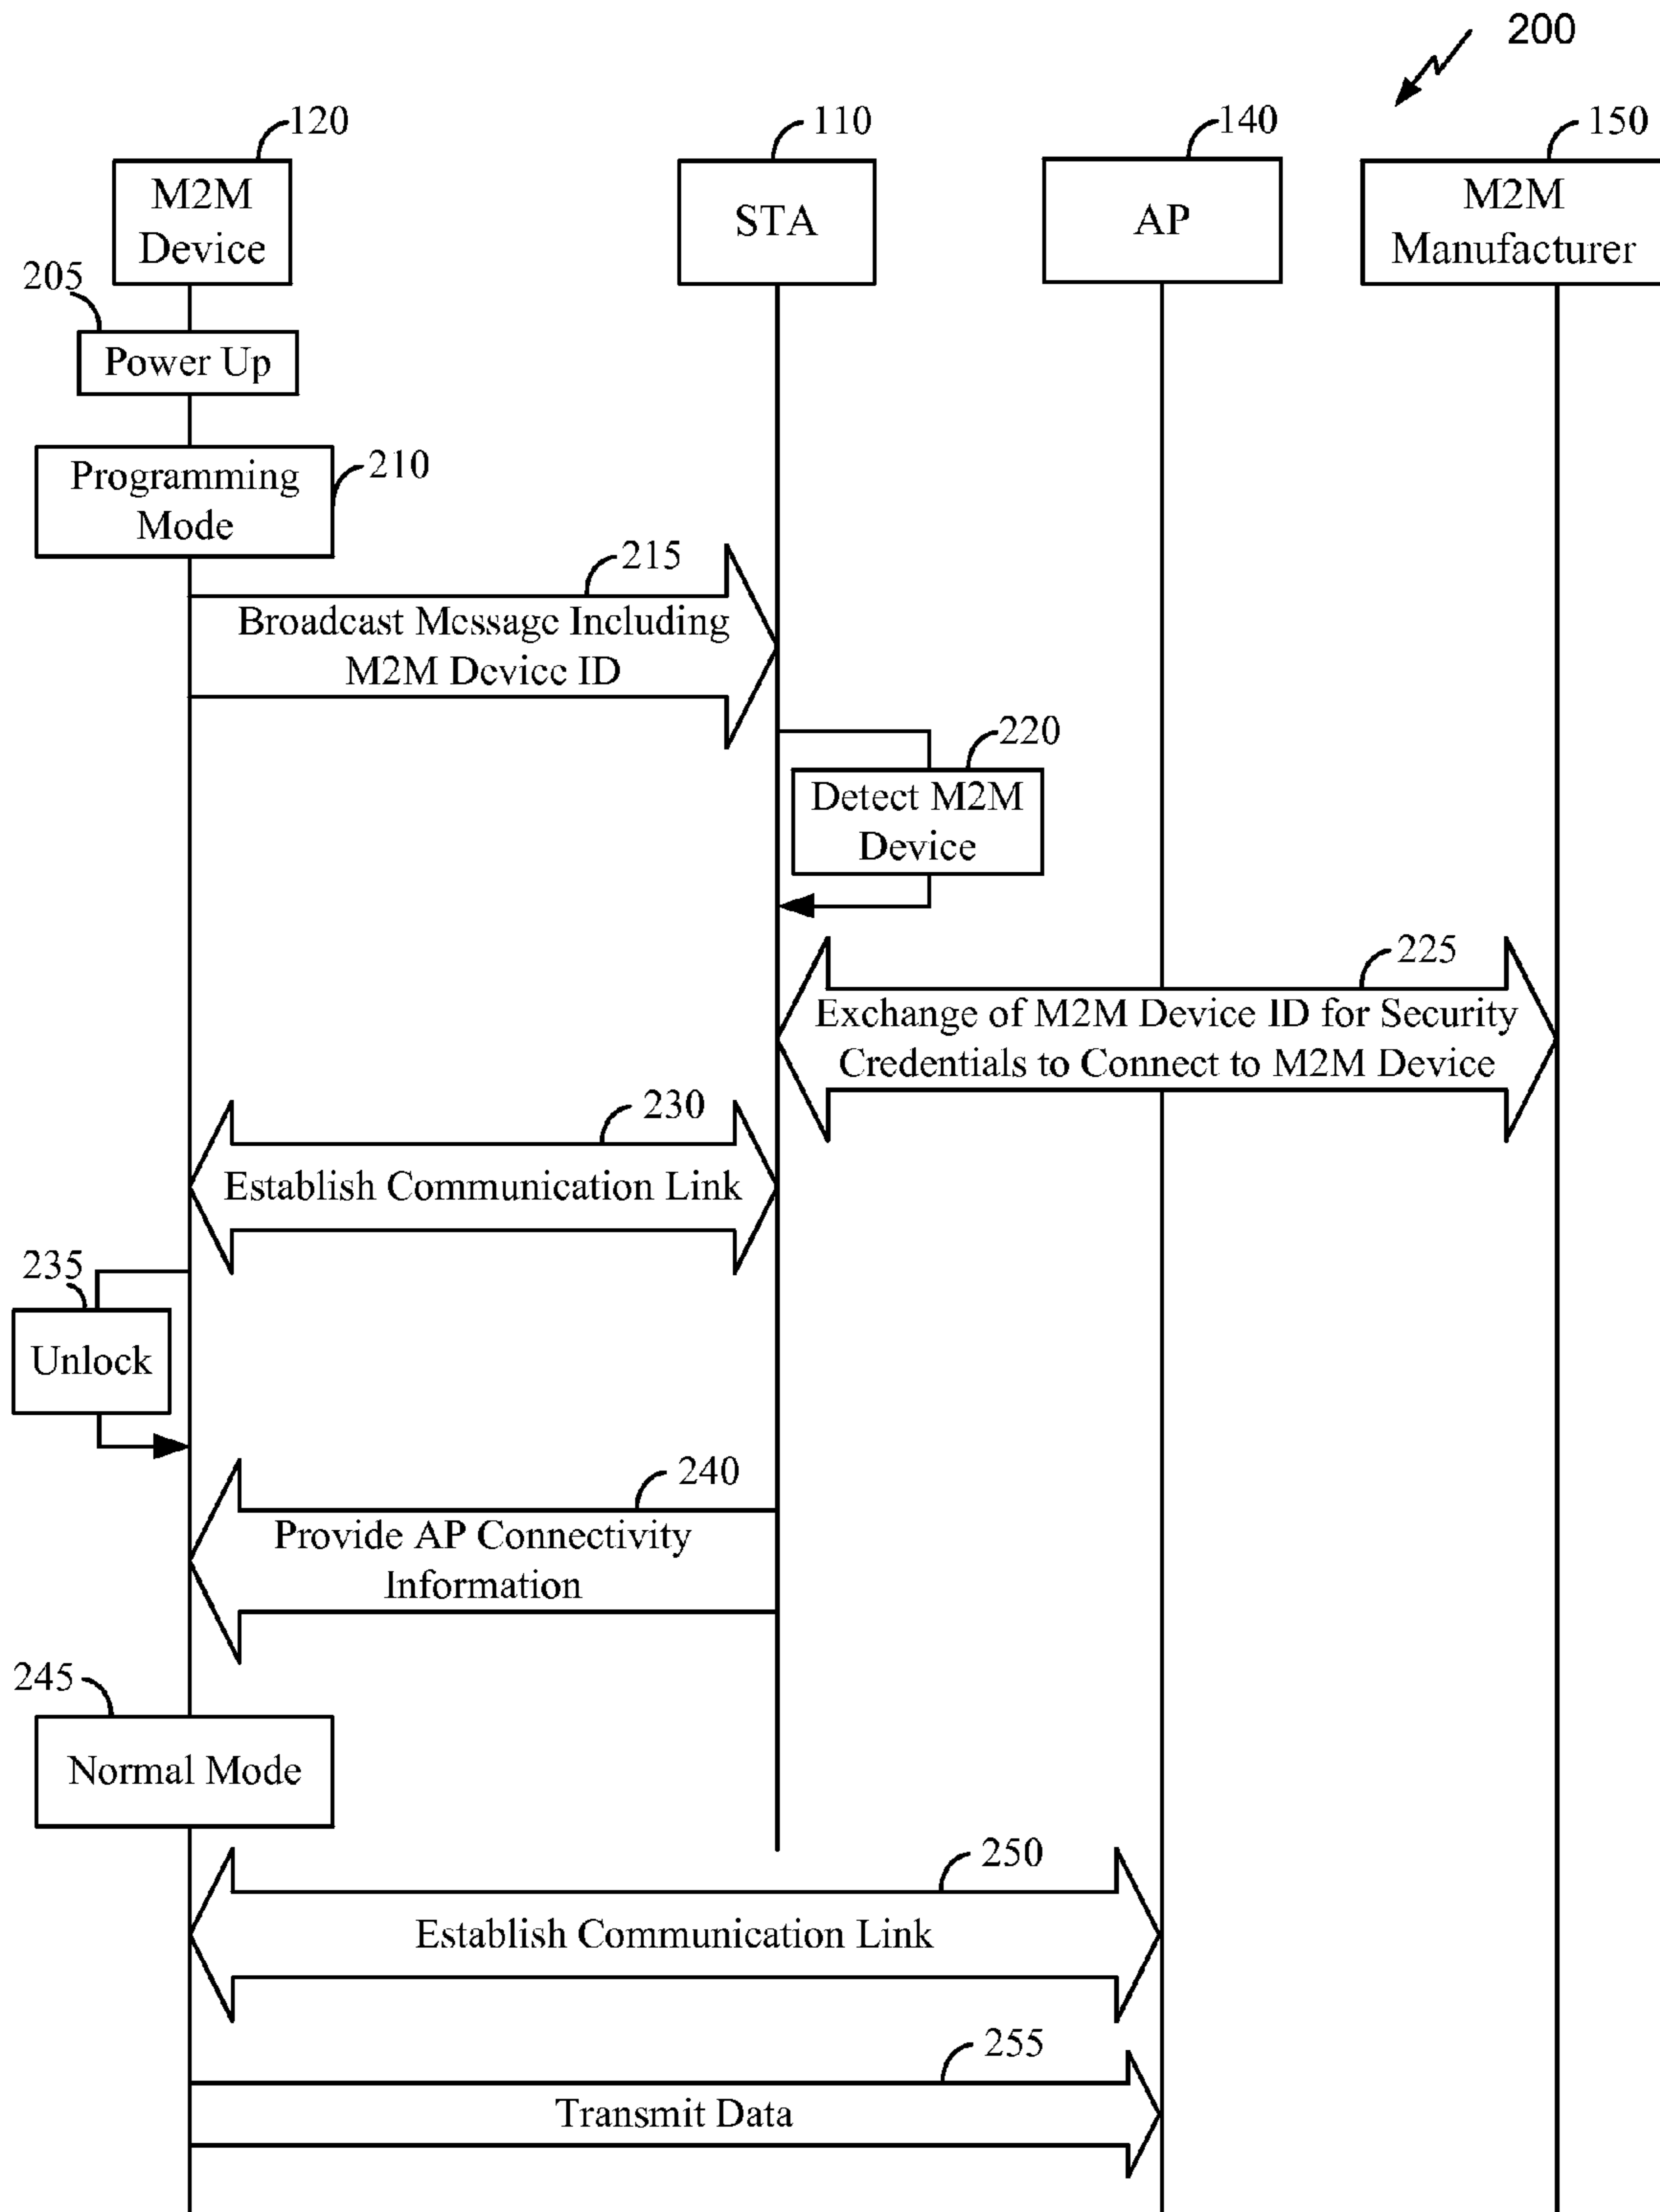 200
120
110
140
150
M2M
Device
STA
AP
M2M
Manufacturer
205
Power Up
Programming
Mode
210
215
Broadcast Message Including
M2M Device ID
220
Detect M2M
Device
225
Exchange of M2M Device ID for Security
Credentials to Connect to M2M Device
230
Establish Communication Link
235
Unlock
240
Provide AP Connectivity
Information
245
Normal Mode
250
Establish Communication Link
255
Transmit Data